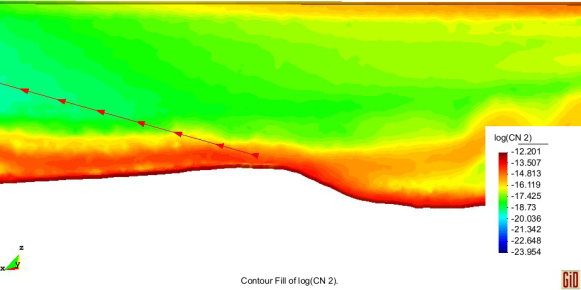 log(CN 2)
-12.201
-13.507
-14.813
-16.119
-17.425
-18.73
-20.036
-21.342
-22.648
-23.954
z
x y
Contour Fill of log(CN 2).
GiD